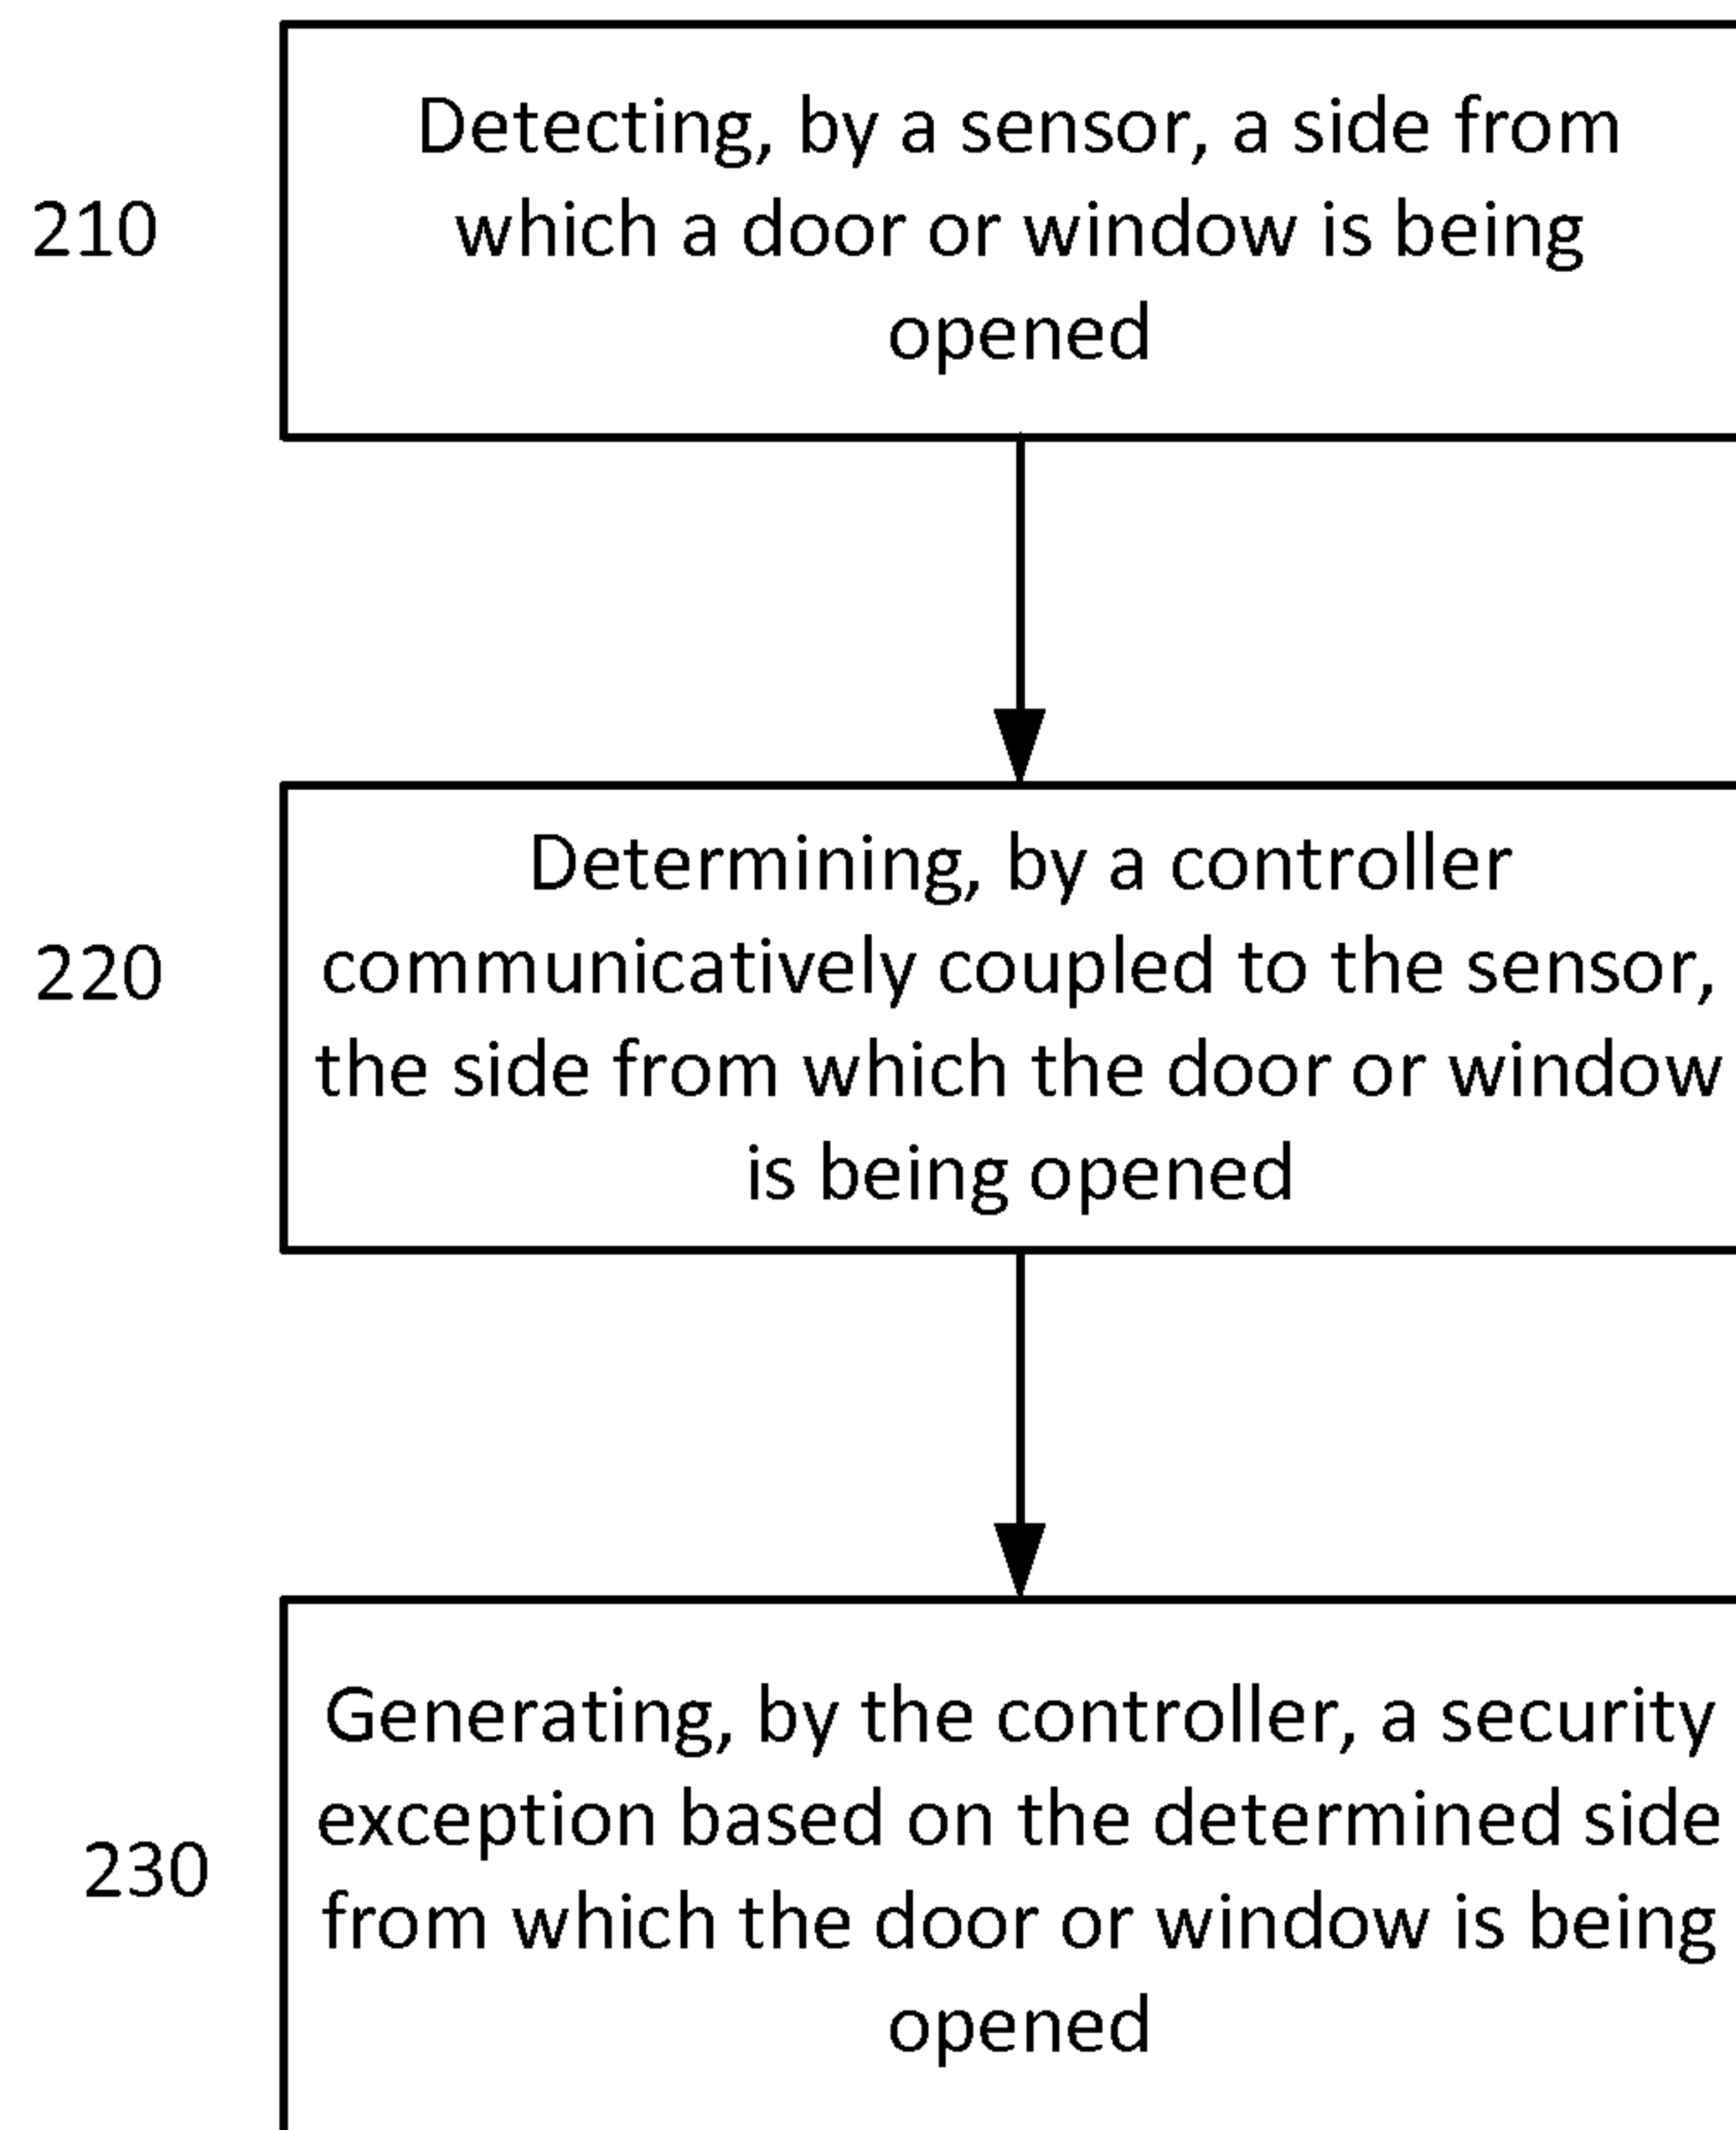 Detecting, by a sensor, a side from
210
which a door or window is being
opened
Determining, by a controller
220
communicatively coupled to the sensor,
the side from which the door or window
is being opened
Generating, by the controller, a security
exception based on the determined side
230
from which the door or window is being
opened